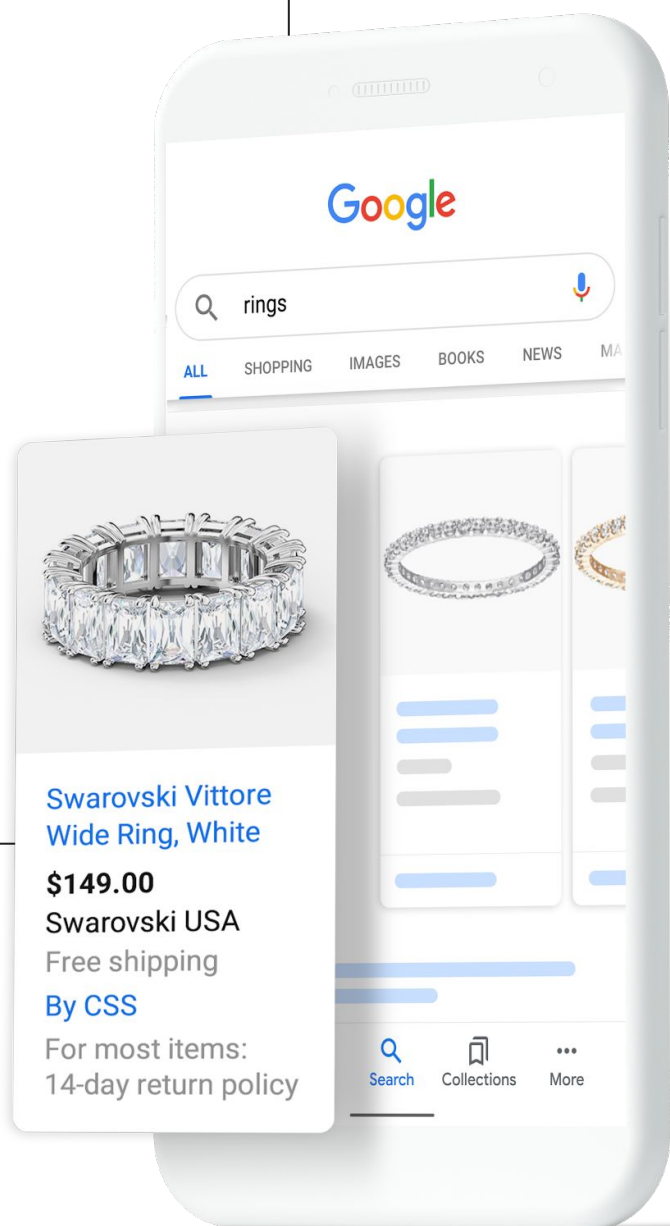 Google
rings
ALL SHOPPING IMAGES BOOKS NEWS
Swarovski Vittore
Wide Ring, White
$149.00
Swarovski USA
Free shipping
By CSS
For most items:
14-day return policy
Search Collections More